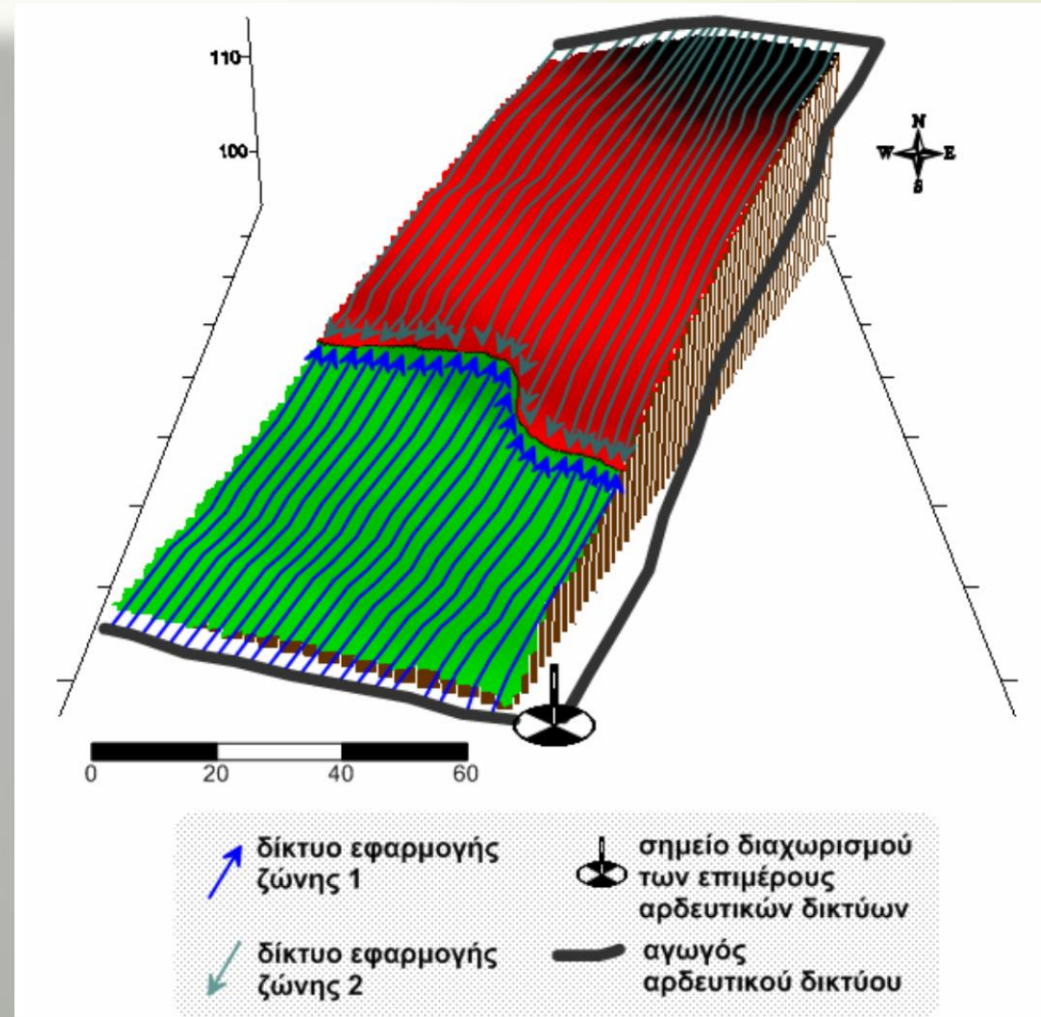 110
100
N
W E
S
0 20 40 60
δίκτυο εφαρμογής
ζώνης 1
σημείο διαχωρισμού
των επιμέρους
αρδευτικών δικτύων
δίκτυο εφαρμογής
ζώνης 2
αγωγός
αρδευτικού δικτύου